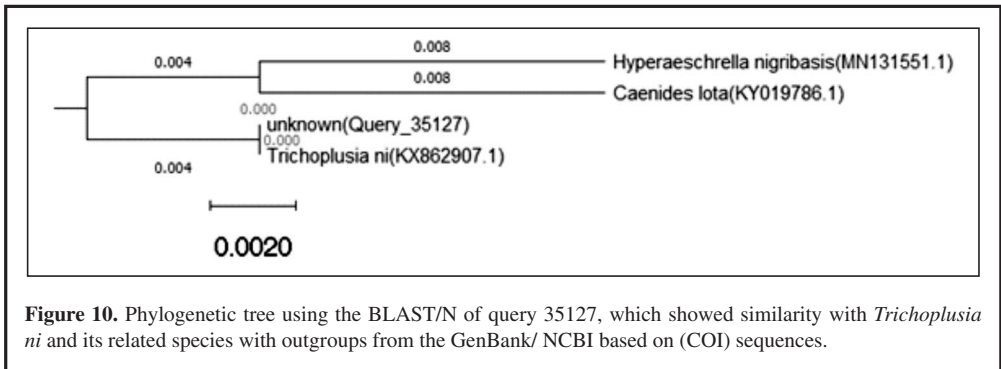 0.008
0.004
Hyperaeschrella nigribasis(MN131551.1)
0.008
Caenides lota(KY019786.1)
0.000
unknown(Query_35127)
0.000
Trichoplusia ni(KX862907.1)
0.004
0.0020
Figure 10. Phylogenetic tree using the BLAST/N of query 35127, which showed similarity with Trichoplusia
ni and its related species with outgroups from the GenBank/ NCBI based on (COI) sequences.